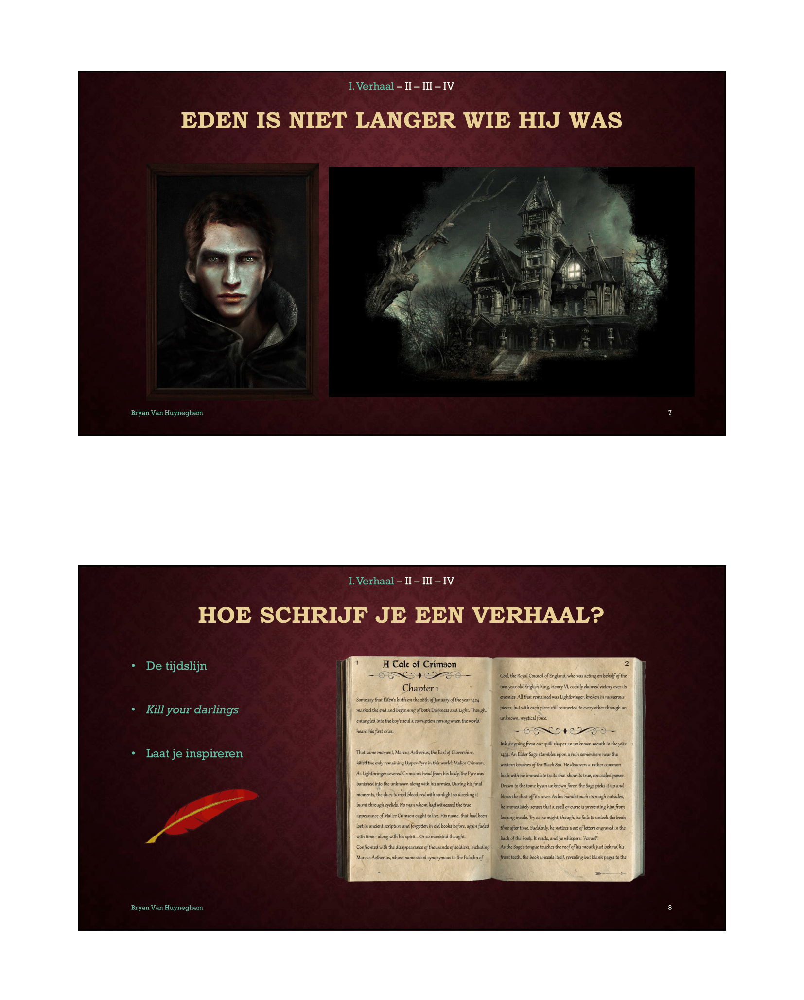 I. Verhaal – II – III – IV
EDEN IS NIET LANGER WIE HIJ WAS
Bryan Van Huyneghem
7
I. Verhaal – II – III – IV
HOE SCHRIJF JE EEN VERHAAL?
• De tijdslijn
• Kill your darlings
• Laat je inspireren
1
A Tale of Crimson
Chapter 1
Some say that Eden's birth on the 28th of January of the year 1424
marked the end and beginning of both Darkness and Light. Though,
entangled into the boy's soul a corruption sprung when the world
heard his first cries.
That same moment, Marcus Aetherius, the Earl of Clovershire,
killed the only remaining Upper-Pyre in this world: Malice Crimson.
As Lightbringer severed Crimson's head from his body, the Pyre was
banished into the unknown along with his armies. During his final
moments, the skies turned blood-red with sunlight so dazzling it
burnt through eyelids. No man whom had witnessed the true
appearance of Malice Crimson ought to live. His name, that had been
lost in ancient scripture and forgotten in old books before, again faded
with time - along with his spirit... Or so mankind thought.
Confronted with the disappearance of thousands of soldiers, including
Marcus Aetherius, whose name stood synonymous to the Paladin of
2
God, the Royal Council of England, who was acting on behalf of the
two-year old English King, Henry VI, cockily claimed victory over its
enemies. All that remained was Lightbringer, broken in numerous
pieces, but with each piece still connected to every other through an
unknown, mystical force.
Ink dripping from our quill shapes an unknown month in the year
1434. An Elder Sage stumbles upon a ruin somewhere near the
western beaches of the Black Sea. He discovers a rather common
book with no immediate traits that show its true, concealed power.
Drawn to the tome by an unknown force, the Sage picks it up and
blows the dust off its cover. As his hands touch its rough outsides,
he immediately senses that a spell or curse is preventing him from
looking inside. Try as he might, though, he fails to unlock the book
time after time. Suddenly, he notices a set of letters engraved in the
back of the book. It reads, and he whispers: "Azrael".
As the Sage's tongue touches the roof of his mouth just behind his
front teeth, the book unseals itself, revealing but blank pages to the
Bryan Van Huyneghem
8